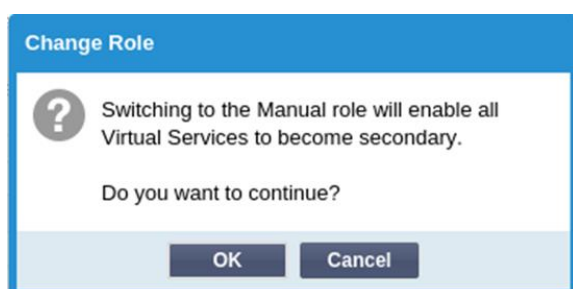 Change Role
Switching to the Manual role will enable all
Virtual Services to become secondary.
Do you want to continue?
OK
Cancel